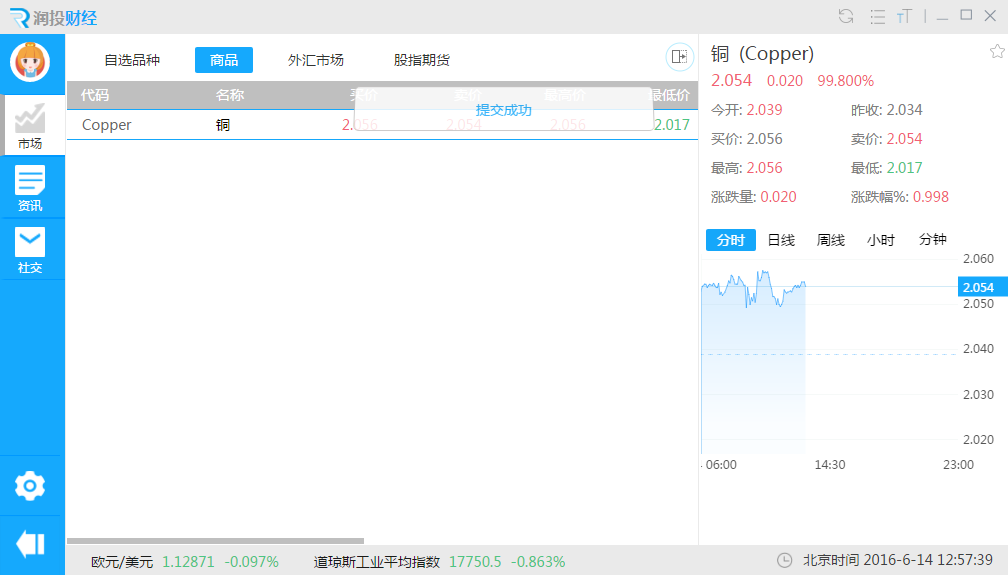 润投财经
自选品种 商品 外汇市场 股指期货
代码 名称 买价 卖价 最高价 最低价
提交成功
Copper 铜 2.056 2.054 2.056 2.017
市场
资讯
社交
铜 (Copper)
2.054 0.020 99.800%
今开: 2.039 昨收: 2.034
买价: 2.056 卖价: 2.054
最高: 2.056 最低: 2.017
涨跌量: 0.020 涨跌幅%: 0.998
分时 日线 周线 小时 分钟
2.060
2.054
2.050
2.040
2.030
2.020
06:00 14:30 23:00
欧元/美元 1.12871 -0.097% 道琼斯工业平均指数 17750.5 -0.863% 北京时间 2016-6-14 12:57:39